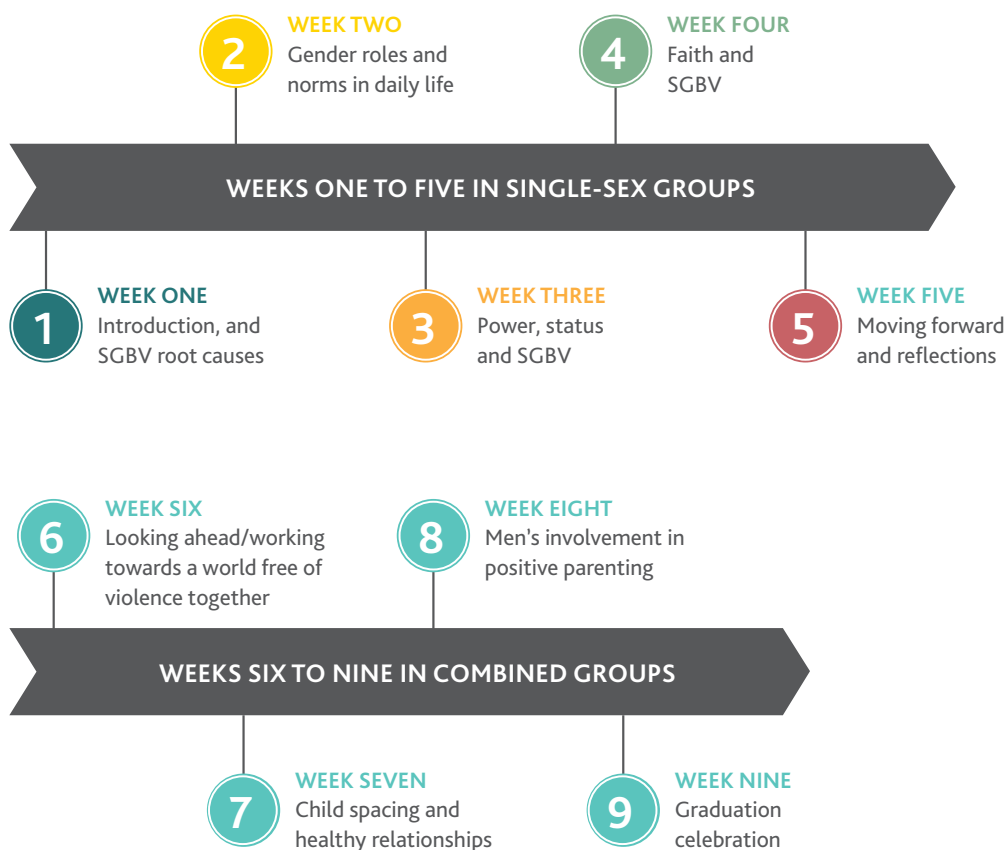 2
WEEK TWO
Gender roles and
norms in daily life
4
WEEK FOUR
Faith and
SGBV
WEEKS ONE TO FIVE IN SINGLE-SEX GROUPS
1
WEEK ONE
Introduction, and
SGBV root causes
3
WEEK THREE
Power, status
and SGBV
5
WEEK FIVE
Moving forward
and reflections
6
WEEK SIX
Looking ahead/working
towards a world free of
violence together
8
WEEK EIGHT
Men's involvement in
positive parenting
WEEKS SIX TO NINE IN COMBINED GROUPS
7
WEEK SEVEN
Child spacing and
healthy relationships
9
WEEK NINE
Graduation
celebration